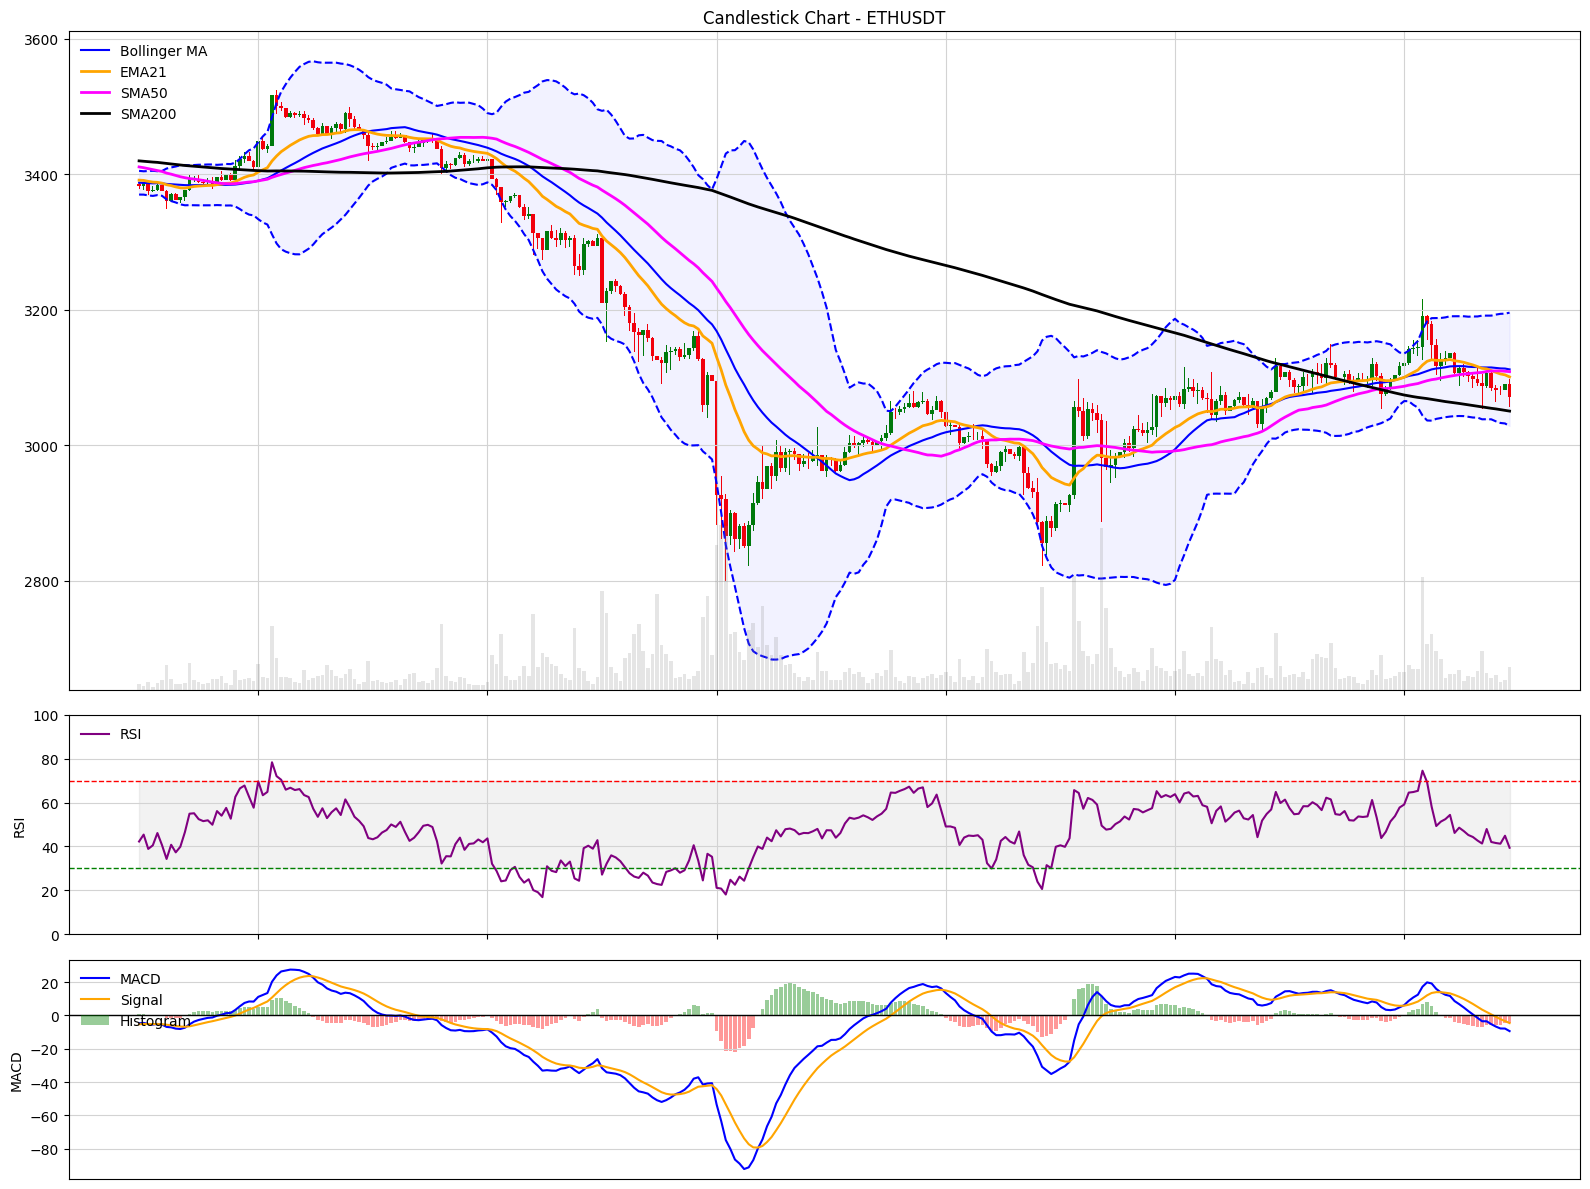 Candlestick Chart - ETHUSDT
3600
3400
3200
3000
2800
Bollinger MA
EMA21
SMA50
SMA200
100
80
60
40
20
0
RSI
RSI
20
0
−20
−40
−60
−80
MACD
MACD
Signal
Histogram